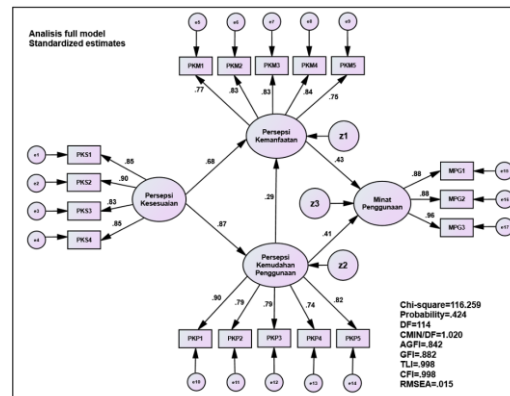 Analisis full model
Standardized estimates
e5 e6 e7 e8 e9
PKM1 PKM2 PKM3 PKM4 PKM5
.77 .83 .83 .84 .75
Persepsi
Kemanfaatan
z1
e1 PKS1 .85
e2 PKS2 .90
e3 PKS3 .83
e4 PKS4 .85
Persepsi
Kesesuaian
.68
.87
.29
.43
.41
z3
Minat
Penggunaan
.88 MPG1
.88 MPG2
.96 MPG3 e17
Persepsi
Kemudahan
Penggunaan
z2
.90 .79 .79 .74 .82
PKP1 PKP2 PKP3 PKP4 PKP5
e10 e11 e12 e13 e14
Chi-square=116.259
Probability=.424
DF=114
CMIN/DF=1.020
AGFI=.842
GFI=.882
TLI=.998
CFI=.998
RMSEA=.015